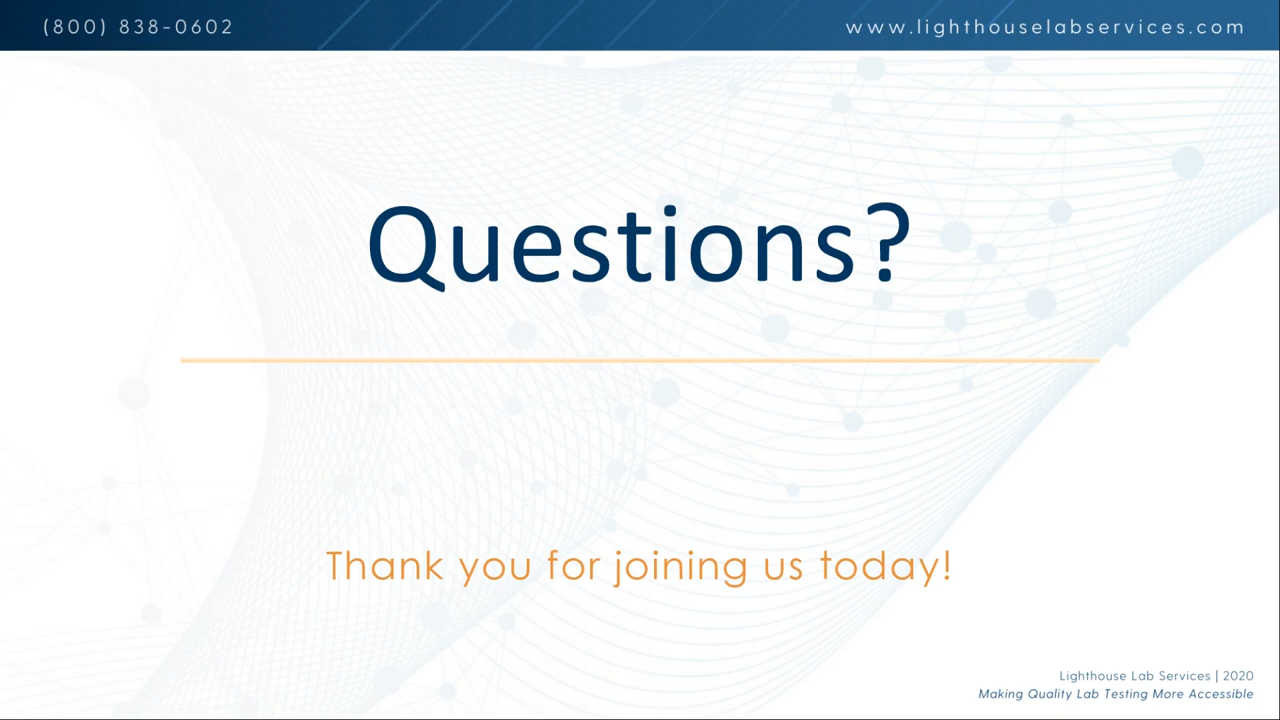 (800) 838-0602
www.lighthouselabservices.com
Questions?
Thank you for joining us today!
Lighthouse Lab Services | 2020
Making Quality Lab Testing More Accessible